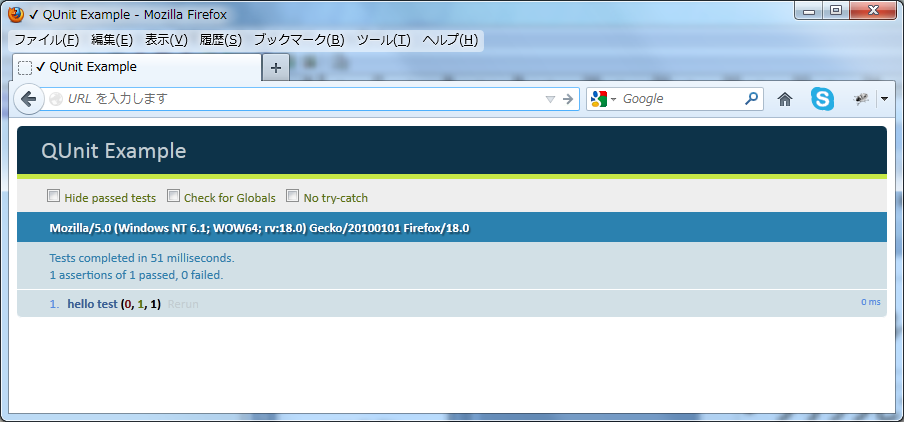 ✓ QUnit Example - Mozilla Firefox
ファイル(F) 編集(E) 表示(V) 履歴(S) ブックマーク(B) ツール(T) ヘルプ(H)
✓ QUnit Example
URL を入力します
Google
QUnit Example
Hide passed tests Check for Globals No try-catch
Mozilla/5.0 (Windows NT 6.1; WOW64; rv:18.0) Gecko/20100101 Firefox/18.0
Tests completed in 51 milliseconds.
1 assertions of 1 passed, 0 failed.
1. hello test (0, 1, 1) Rerun 0 ms